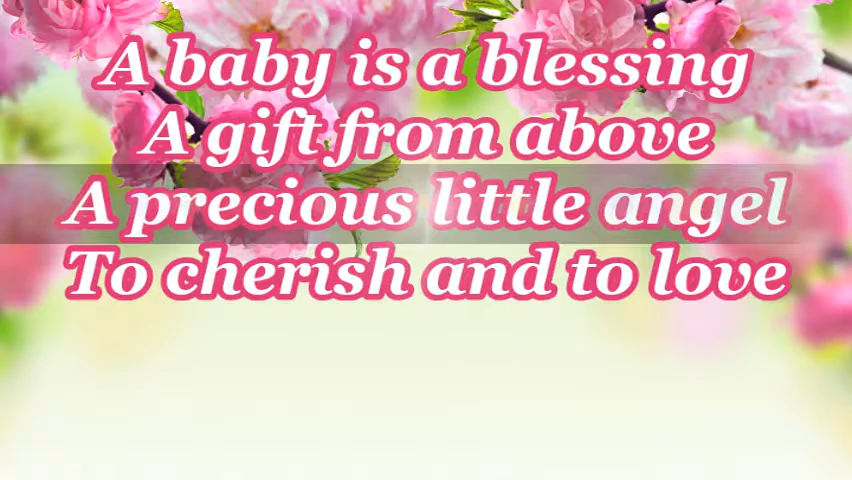 A baby is a blessing
A gift from above
A precious little angel
To cherish and to love